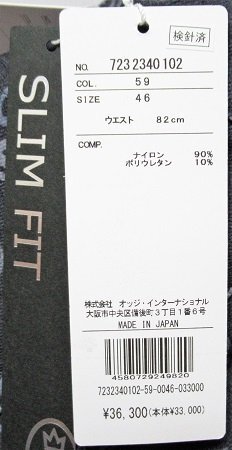 検針済
NO. 7232340102
COL. 59
SIZE 46
ウエスト 82cm
COMP.
ナイロン 90%
ポリウレタン 10%
株式会社 オッジ・インターナショナル
大阪市中央区備後町3丁目1番6号
MADE IN JAPAN
4580729249820
7232340102-59-0046-033000
¥36,300(本体¥33,000)
SLIM FIT